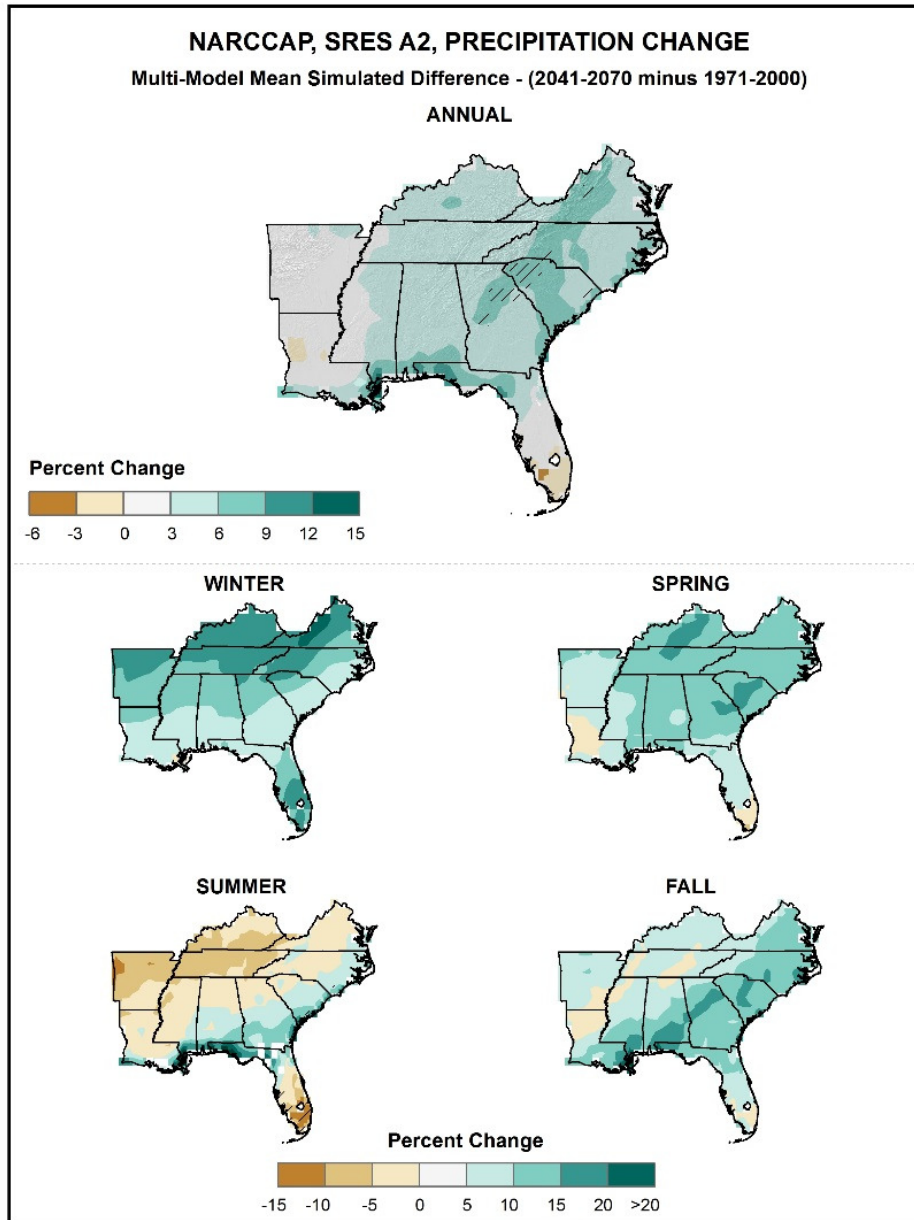 NARCCAP, SRES A2, PRECIPITATION CHANGE
Multi-Model Mean Simulated Difference - (2041-2070 minus 1971-2000)
ANNUAL
Percent Change
-6 -3 0 3 6 9 12 15
WINTER
SPRING
SUMMER
FALL
Percent Change
-15 -10 -5 0 5 10 15 20 >20